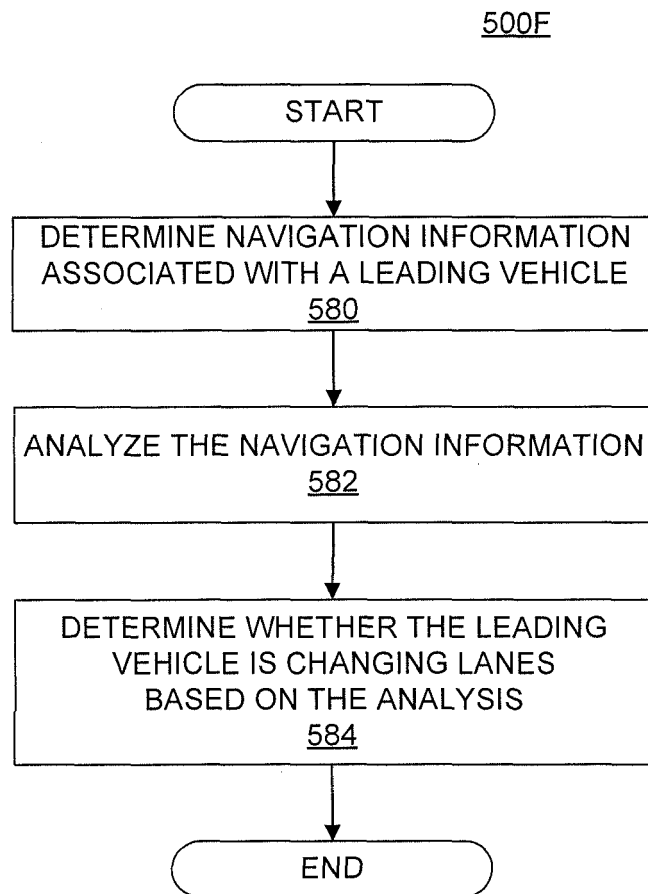 500F
START
DETERMINE NAVIGATION INFORMATION
ASSOCIATED WITH A LEADING VEHICLE
580
ANALYZE THE NAVIGATION INFORMATION
582
DETERMINE WHETHER THE LEADING
VEHICLE IS CHANGING LANES
BASED ON THE ANALYSIS
584
END